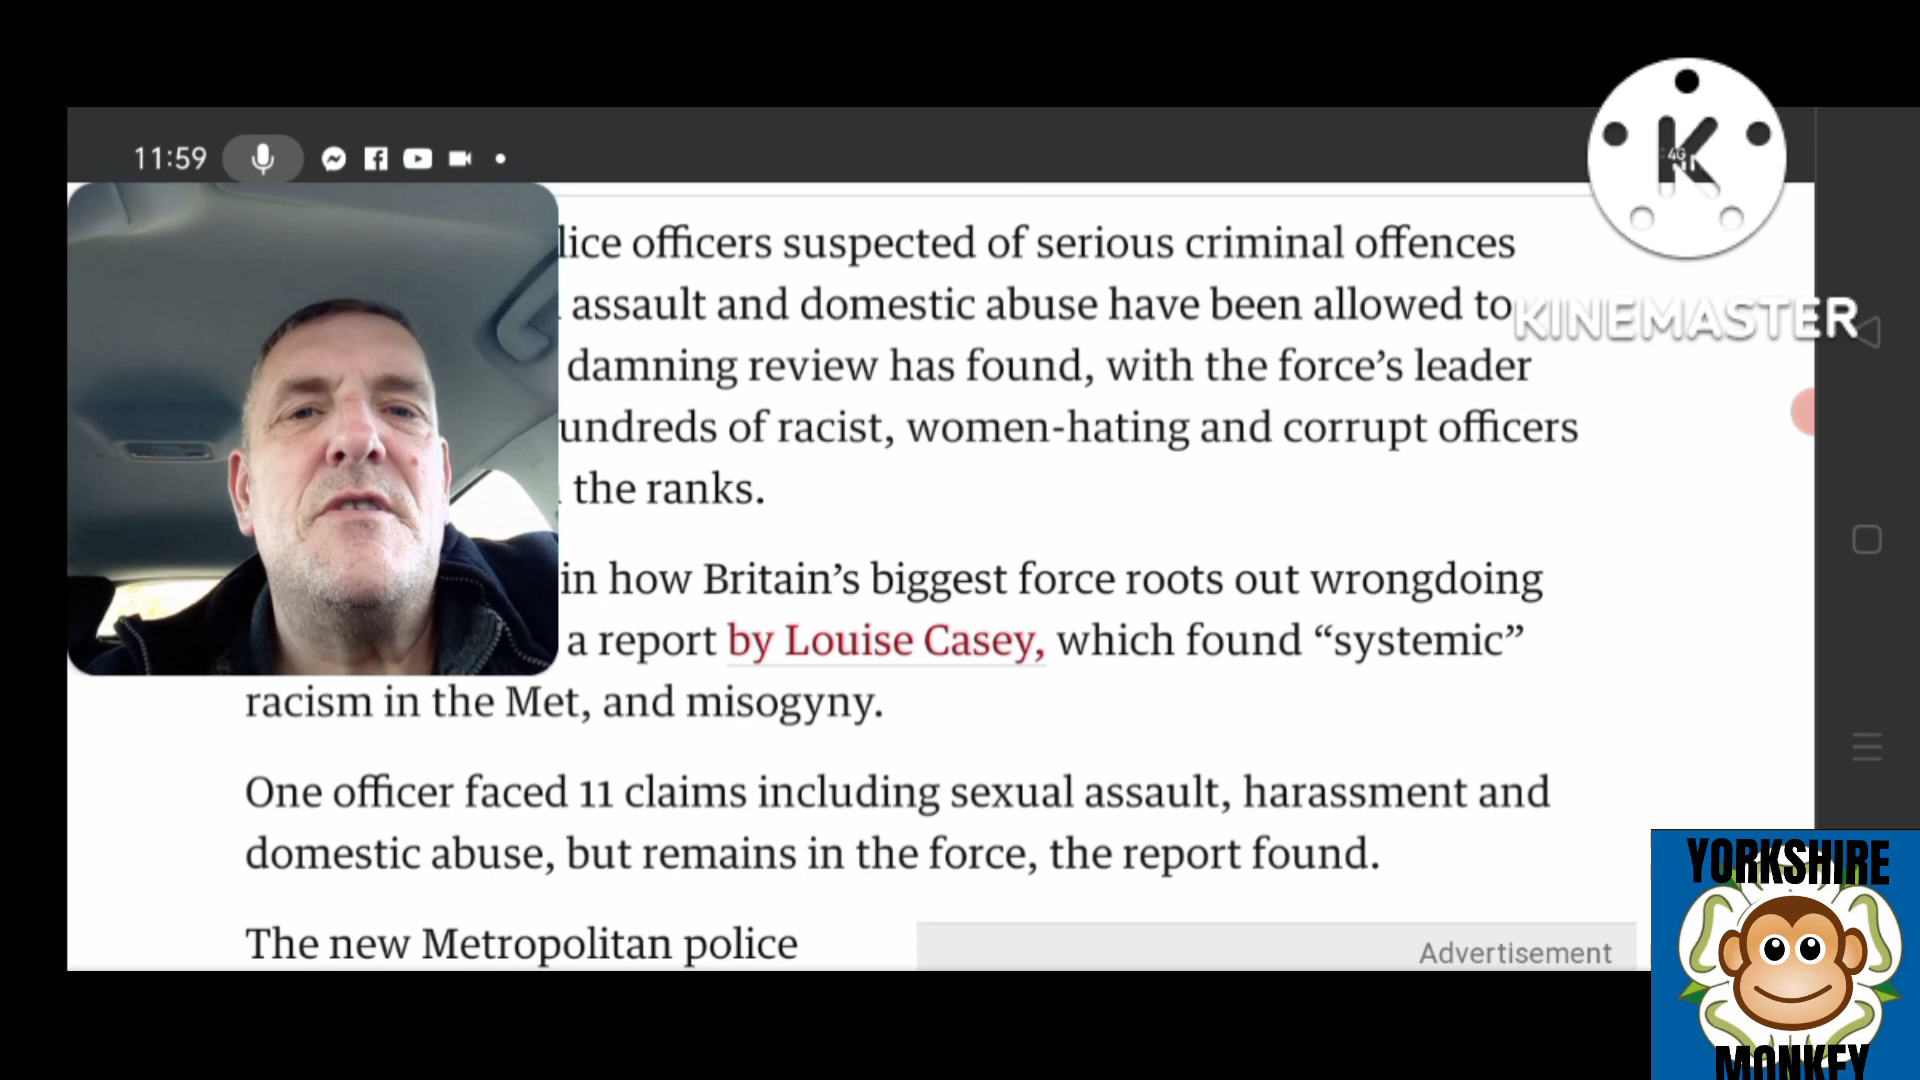 11:59
4G
KINEMASTER
lice officers suspected of serious criminal offences
assault and domestic abuse have been allowed to
damning review has found, with the force’s leader
undreds of racist, women-hating and corrupt officers
the ranks.
in how Britain’s biggest force roots out wrongdoing
a report by Louise Casey, which found “systemic”
racism in the Met, and misogyny.
One officer faced 11 claims including sexual assault, harassment and
domestic abuse, but remains in the force, the report found.
The new Metropolitan police
Advertisement
YORKSHIRE
MONKEY